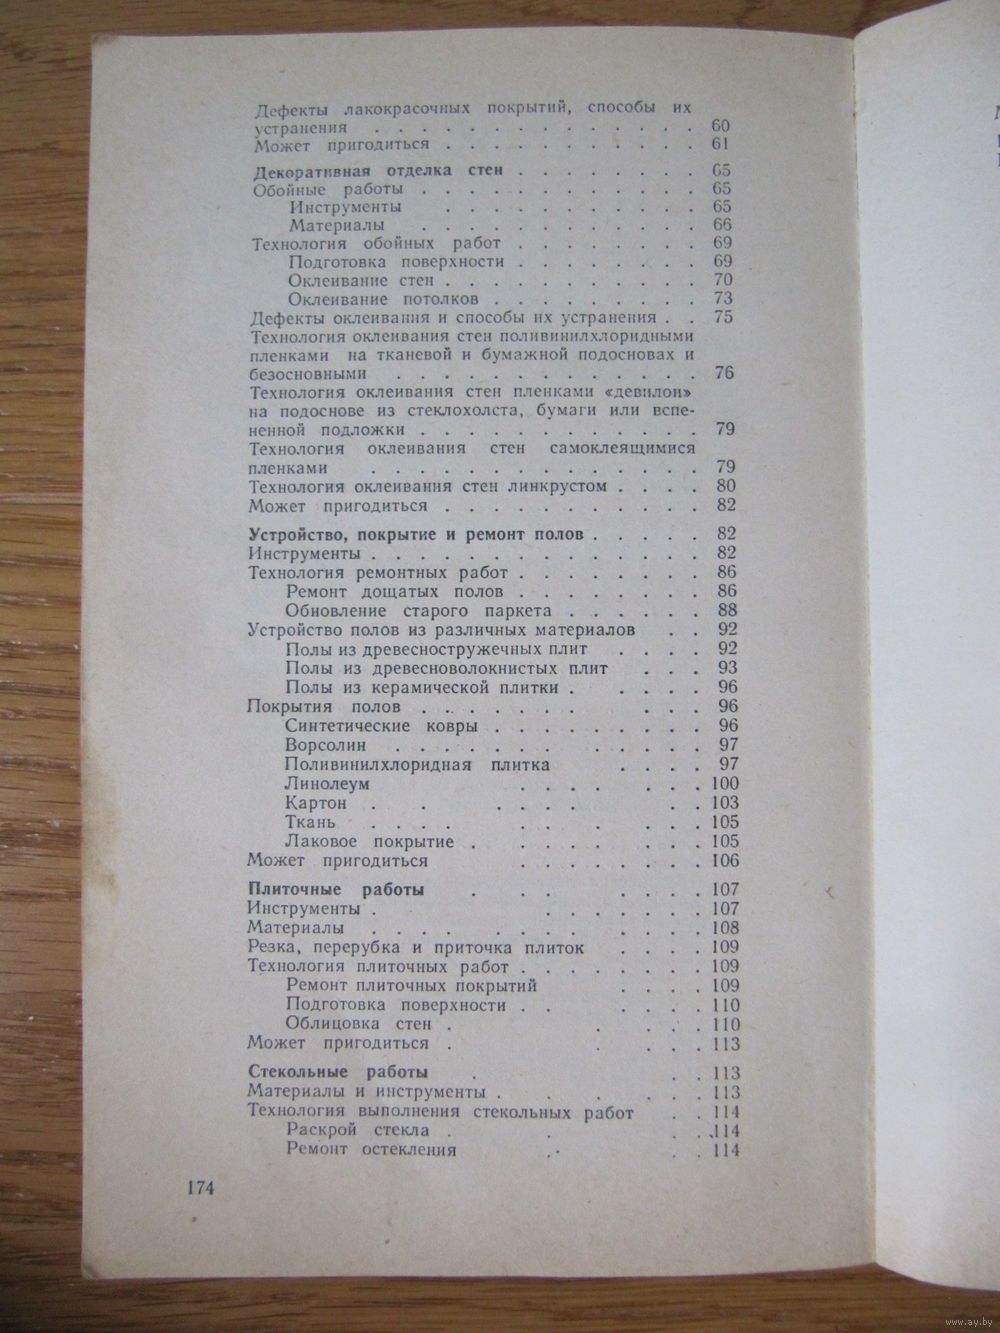 Дефекты лакокрасочных покрытий, способы их
устранения . . . . . . . . . . . . . . 60
Может пригодиться . . . . . . . . . . . 61
Декоративная отделка стен . . . . . . . . 65
Обойные работы . . . . . . . . . . . . 65
Инструменты . . . . . . . . . . . 65
Материалы . . . . . . . . . . . . 66
Технология обойных работ . . . . . . . . 69
Подготовка поверхности . . . . . . . . 69
Оклеивание стен . . . . . . . . . . . 70
Оклеивание потолков . . . . . . . . . 73
Дефекты оклеивания и способы их устранения . . 75
Технология оклеивания стен поливинилхлоридными
пленками на тканевой и бумажной подосновах и
безосновными . . . . . . . . . . . . . 76
Технология оклеивания стен пленками «девилон»
на подоснове из стеклохолста, бумаги или вспе-
ненной подложки . . . . . . . . . . . . 79
Технология оклеивания стен самоклеящимися
пленками . . . . . . . . . . . . . . 79
Технология оклеивания стен линкрустом . . . . 80
Может пригодиться . . . . . . . . . . . 82
Устройство, покрытие и ремонт полов . . . . . 82
Инструменты . . . . . . . . . . . . . . 82
Технология ремонтных работ . . . . . . . . 86
Ремонт дощатых полов . . . . . . . . 86
Обновление старого паркета . . . . . . 88
Устройство полов из различных материалов . . 92
Полы из древесностружечных плит . . . . 92
Полы из древесноволокнистых плит . . . 93
Полы из керамической плитки . . . . . 96
Покрытия полов . . . . . . . . . . 96
Синтетические ковры . . . . . . . . . 96
Ворсолин . . . . . . . . . . . . 97
Поливинилхлоридная плитка . . . . 97
Линолеум . . . . . . . 100
Картон . . . . . . . . 103
Ткань . . . . . . . . . . 105
Лаковое покрытие . . . . . . 105
Может пригодиться . . . . . . . . 106
Плиточные работы . . . . . . . 107
Инструменты . . . . . . . . 107
Материалы . . . . . . . . . . . . 108
Резка, перерубка и приточка плиток . . . . 109
Технология плиточных работ . . . . . . . . 109
Ремонт плиточных покрытий . . . . 109
Подготовка поверхности . . . . . . 110
Облицовка стен . . . . . 110
Может пригодиться . . . . . 113
Стекольные работы . . . 113
Материалы и инструменты . . . . . . . 113
Технология выполнения стекольных работ . . 114
Раскрой стекла . . . . 114
Ремонт остекления . . . 114
174
www.ay.by